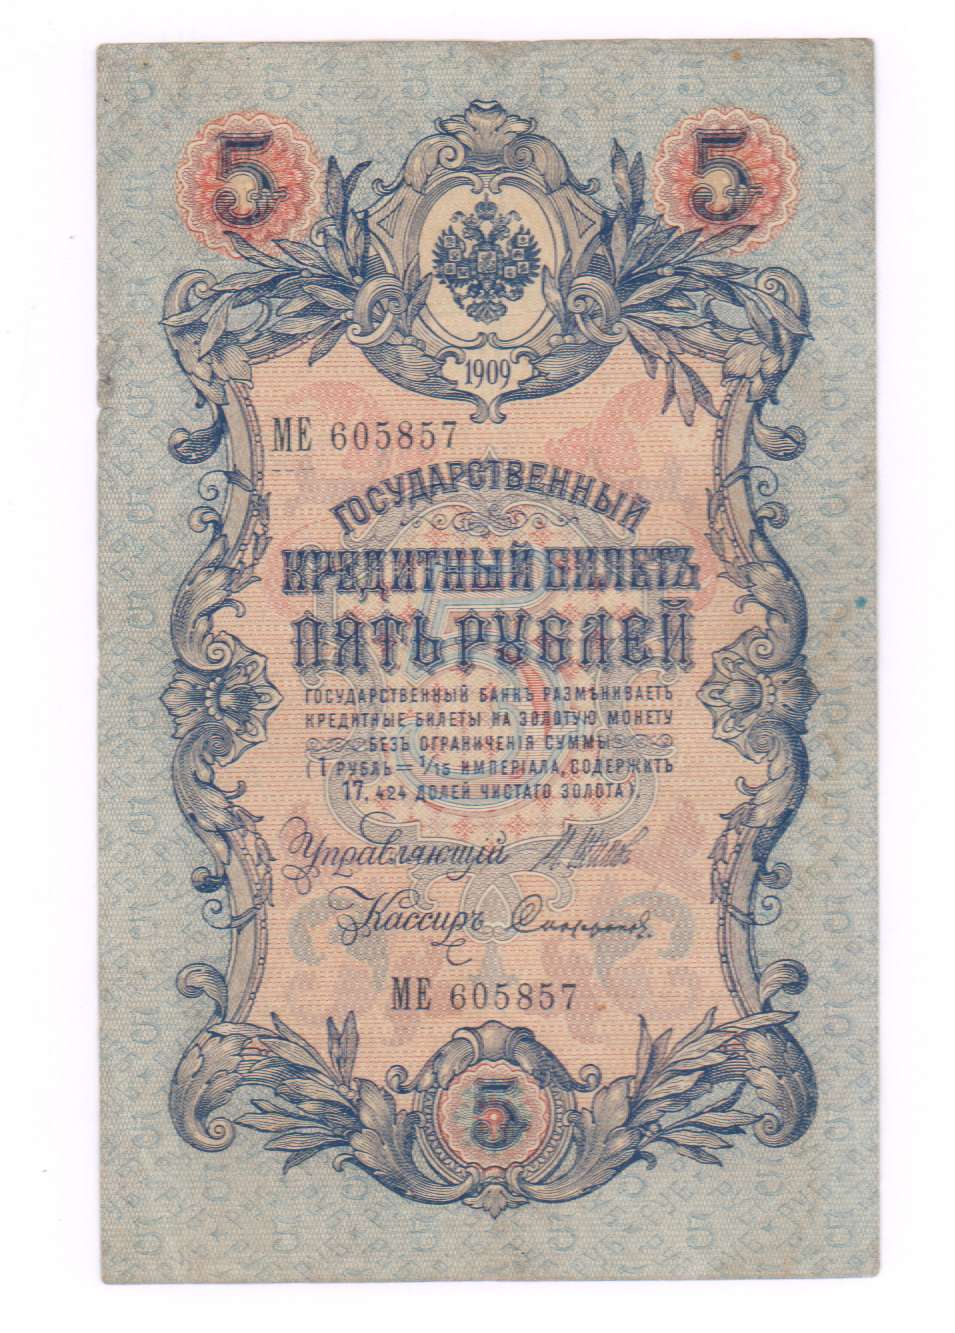 5 5
1909
МЕ 605857
ГОСУДАРСТВЕННЫЙ
КРЕДИТНЫЙ БИЛЕТЪ
ПЯТЬ РУБЛЕЙ
ГОСУДАРСТВЕННЫЙ БАНКЪ РАЗМѢНИВАЕТЪ
КРЕДИТНЫЕ БИЛЕТЫ НА ЗОЛОТУЮ МОНЕТУ
БЕЗЪ ОГРАНИЧЕНІЯ СУММЫ
(1 РУБЛЬ = 1/15 ИМПЕРІАЛА, СОДЕРЖИТЪ
17,424 ДОЛЕЙ ЧИСТАГО ЗОЛОТА).
Управляющій
Кассиръ
МЕ 605857
5